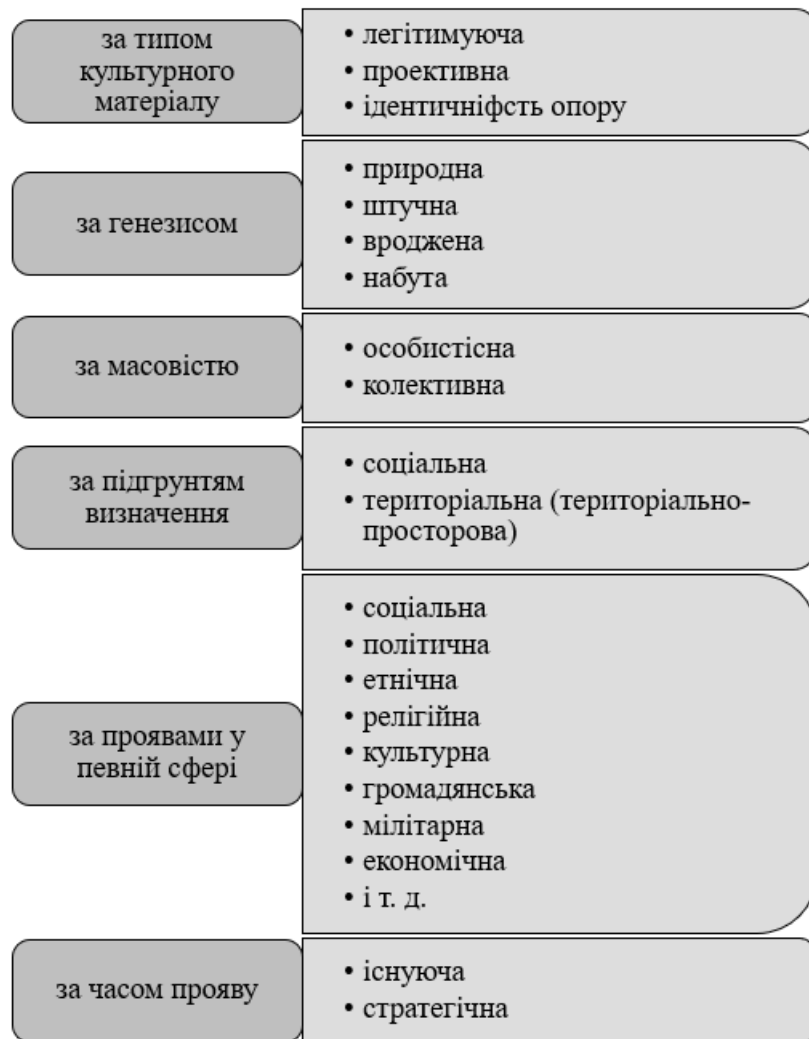 за типом
культурного
матеріалу
• легітимуюча
• проективна
• ідентичніфсть опору
за генезисом
• природна
• штучна
• вроджена
• набута
за масовістю
• особистісна
• колективна
за підгрунтям
визначення
• соціальна
• територіальна (територіально-
просторова)
за проявами у
певній сфері
• соціальна
• політична
• етнічна
• релігійна
• культурна
• громадянська
• мілітарна
• економічна
• і т. д.
за часом прояву
• існуюча
• стратегічна